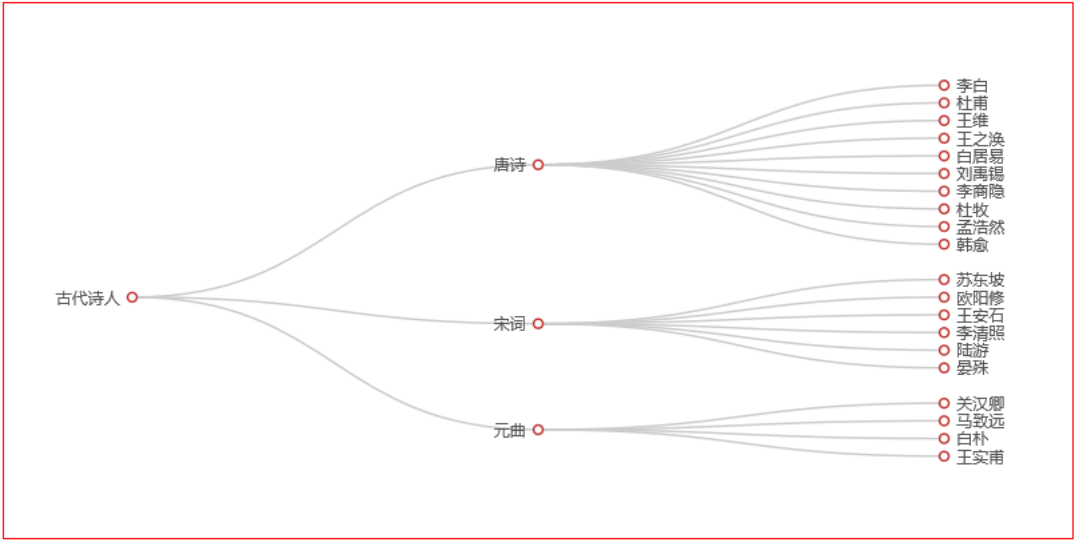 古代诗人
唐诗
李白
杜甫
王维
王之涣
白居易
刘禹锡
李商隐
杜牧
孟浩然
韩愈
宋词
苏东坡
欧阳修
王安石
李清照
陆游
晏殊
元曲
关汉卿
马致远
白朴
王实甫